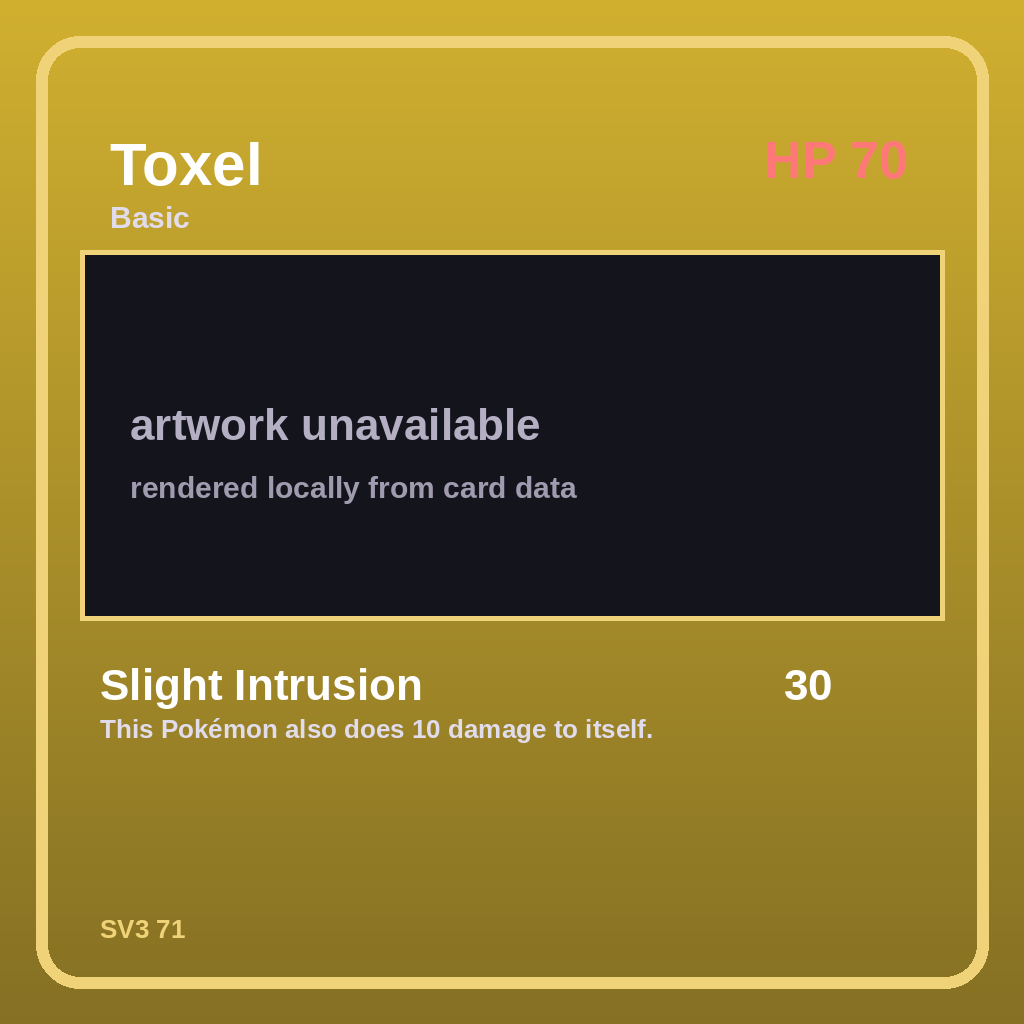 Toxel
HP 70
Basic
artwork unavailable
rendered locally from card data
Slight Intrusion 30
This Pokémon also does 10 damage to itself.
SV3 71